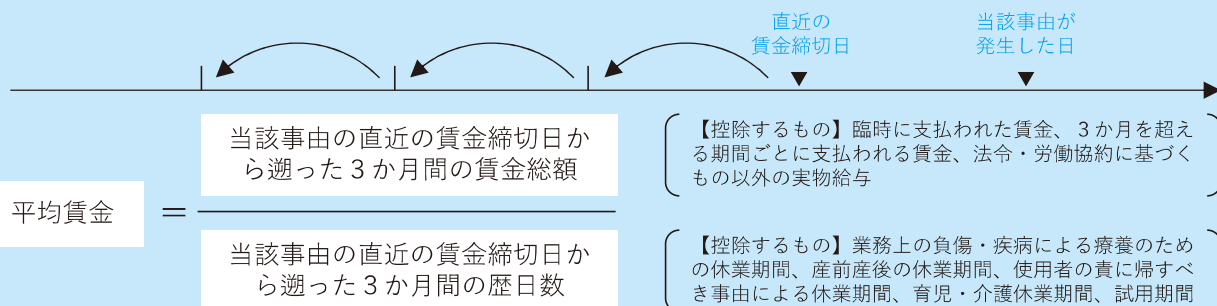 直近の
賃金締切日
当該事由が
発生した日
当該事由の直近の賃金締切日か
ら遡った3か月間の賃金総額
【控除するもの】臨時に支払われた賃金、3か月を超え
る期間ごとに支払われる賃金、法令・労働協約に基づく
もの以外の実物給与
平均賃金
=
当該事由の直近の賃金締切日か
ら遡った3か月間の歴日数
【控除するもの】業務上の負傷・疾病による療養のため
の休業期間、産前産後の休業期間、使用者の責に帰すべ
き事由による休業期間、育児・介護休業期間、試用期間